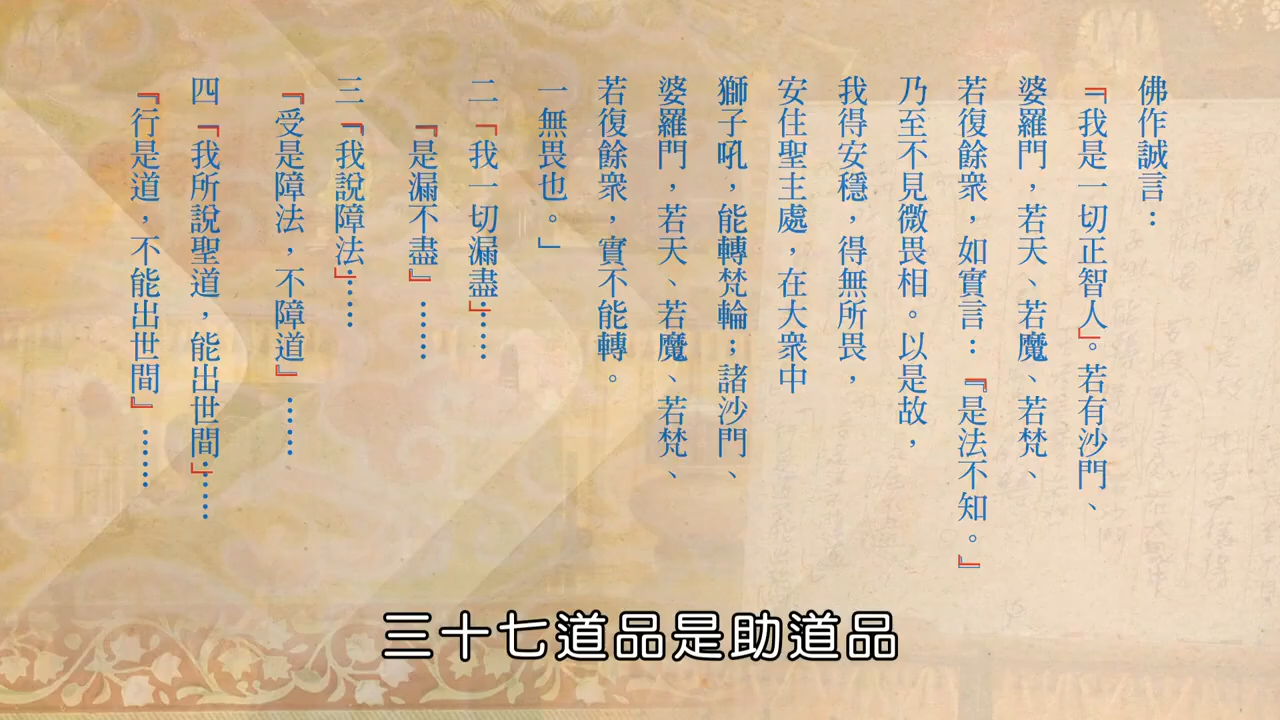 佛作誠言：
「我是一切正智人」。若有沙門、
婆羅門，若天、若魔、若梵、
若復餘衆，如實言：『是法不知。』
乃至不見微畏相。以是故，
我得安穩，得無所畏，
安住聖主處，在大衆中
獅子吼，能轉梵輪；諸沙門、
婆羅門，若天、若魔、若梵、
若復餘衆，實不能轉。
一無畏也。」
二「我一切漏盡」……
『是漏不盡』……
三「我說障法」……
『受是障法，不障道』……
四「我所說聖道，能出世間」……
『行是道，不能出世間』……
三十七道品是助道品